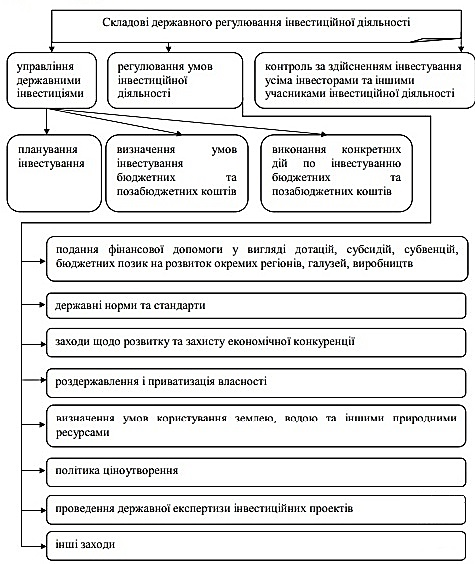 Складові державного регулювання інвестиційної діяльності
управління
державними
інвестиціями
регулювання умов
інвестиційної
діяльності
контроль за здійсненням інвестування
усіма інвесторами та іншими
учасниками інвестиційної діяльності
планування
інвестування
визначення умов
інвестування
бюджетних та
позабюджетних коштів
виконання конкретних
дій по інвестуванню
бюджетних та
позабюджетних коштів
подання фінансової допомоги у вигляді дотацій, субсидій, субвенцій,
бюджетних позик на розвиток окремих регіонів, галузей, виробництв
державні норми та стандарти
заходи щодо розвитку та захисту економічної конкуренції
роздержавлення і приватизація власності
визначення умов користування землею, водою та іншими природними
ресурсами
політика ціноутворення
проведення державної експертизи інвестиційних проектів
інші заходи